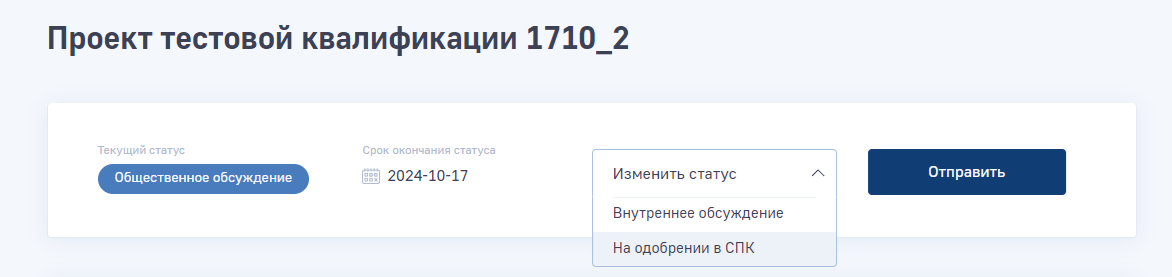 Проект тестовой квалификации 1710_2
Текущий статус
Общественное обсуждение
Срок окончания статуса
2024-10-17
Изменить статус
Внутреннее обсуждение
На одобрении в СПК
Отправить